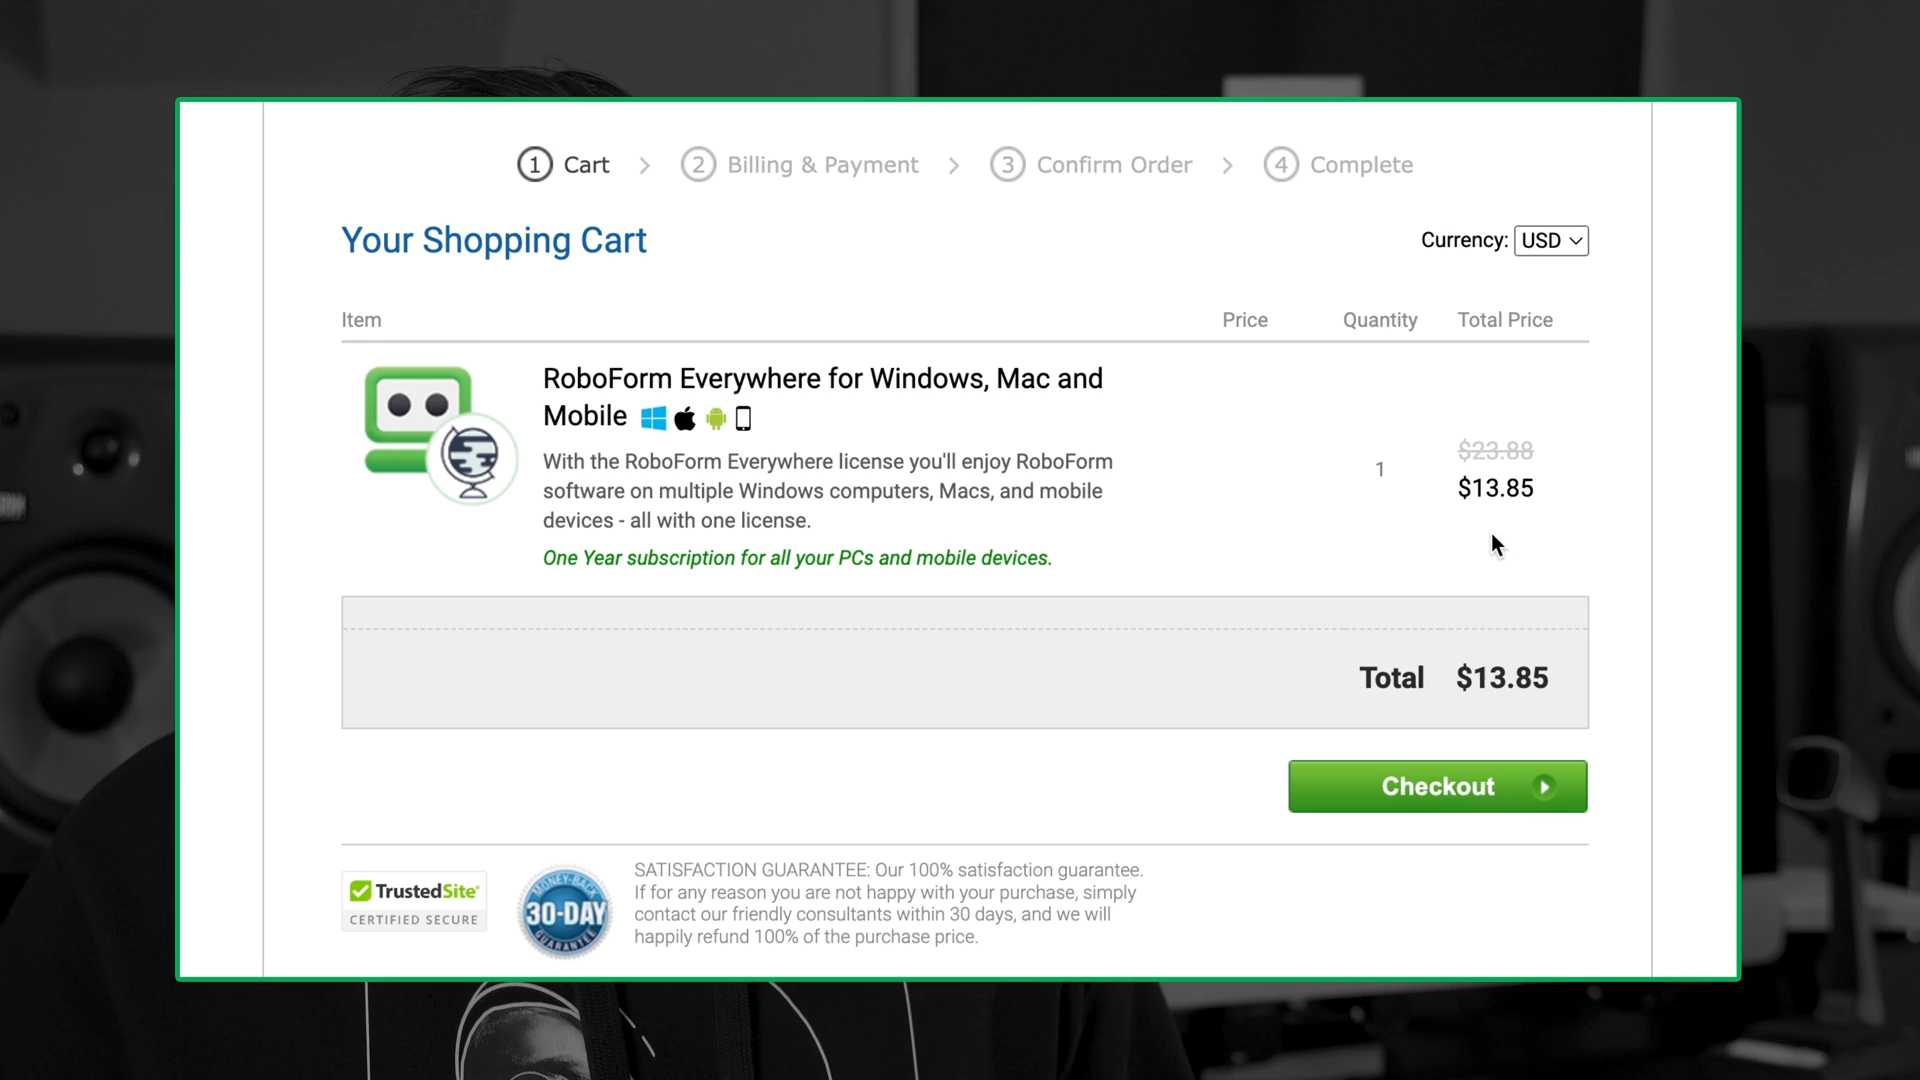 1 Cart > 2 Billing & Payment > 3 Confirm Order > 4 Complete
Your Shopping Cart
Currency: USD
Item Price Quantity Total Price
RoboForm Everywhere for Windows, Mac and
Mobile
With the RoboForm Everywhere license you'll enjoy RoboForm
software on multiple Windows computers, Macs, and mobile
devices - all with one license.
One Year subscription for all your PCs and mobile devices.
1
$23.88
$13.85
Total $13.85
Checkout
TrustedSite
CERTIFIED SECURE
MONEY-BACK
30-DAY
GUARANTEE
SATISFACTION GUARANTEE: Our 100% satisfaction guarantee.
If for any reason you are not happy with your purchase, simply
contact our friendly consultants within 30 days, and we will
happily refund 100% of the purchase price.